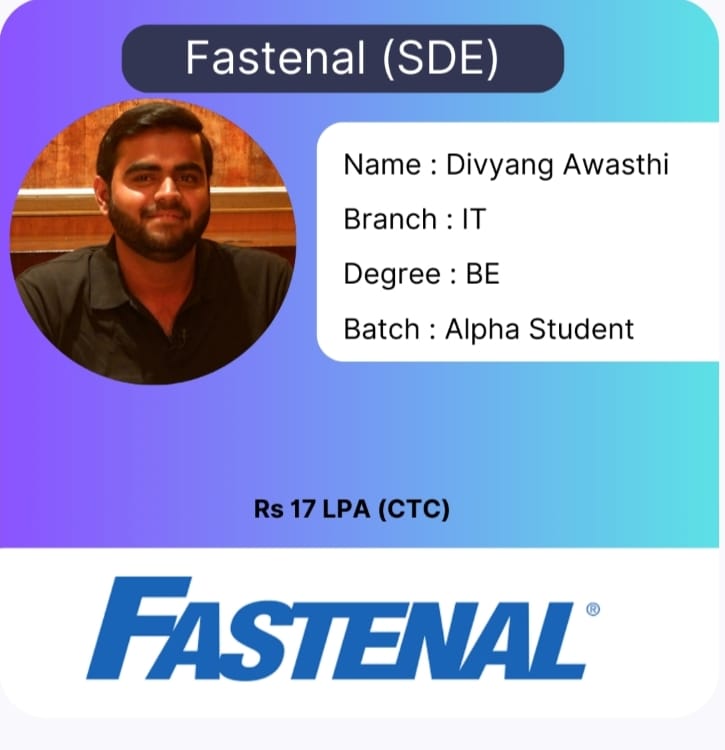 Fastenal (SDE)
Name : Divyang Awasthi
Branch : IT
Degree : BE
Batch : Alpha Student
Rs 17 LPA (CTC)
FASTENAL®